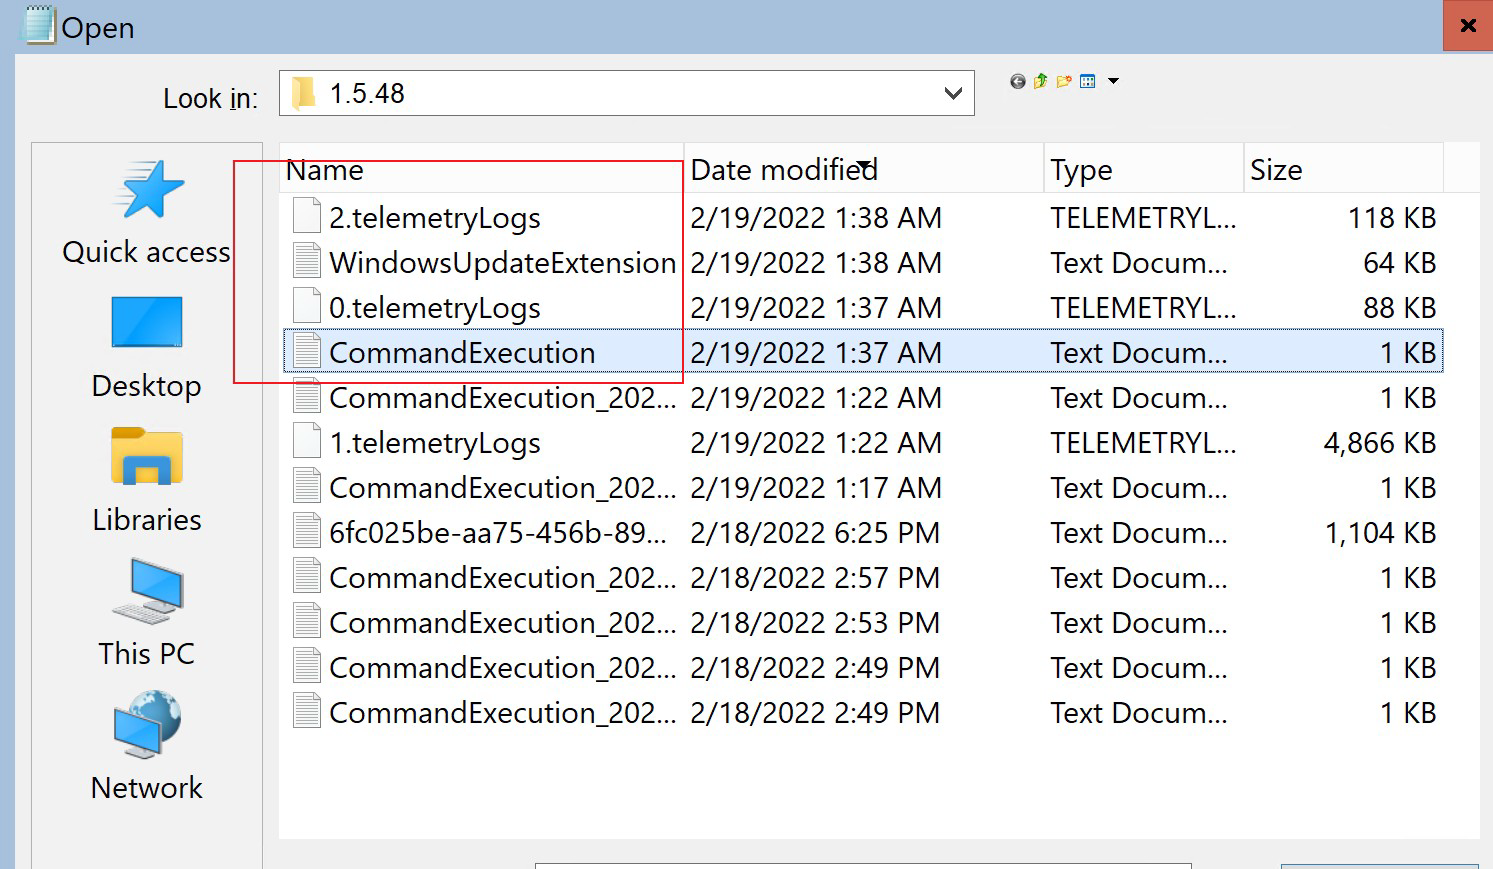 Open
Look in: 1.5.48
Quick access
Desktop
Libraries
This PC
Network
Name Date modified Type Size
2.telemetryLogs 2/19/2022 1:38 AM TELEMETRYL... 118 KB
WindowsUpdateExtension 2/19/2022 1:38 AM Text Docum... 64 KB
0.telemetryLogs 2/19/2022 1:37 AM TELEMETRYL... 88 KB
CommandExecution 2/19/2022 1:37 AM Text Docum... 1 KB
CommandExecution_202... 2/19/2022 1:22 AM Text Docum... 1 KB
1.telemetryLogs 2/19/2022 1:22 AM TELEMETRYL... 4,866 KB
CommandExecution_202... 2/19/2022 1:17 AM Text Docum... 1 KB
6fc025be-aa75-456b-89... 2/18/2022 6:25 PM Text Docum... 1,104 KB
CommandExecution_202... 2/18/2022 2:57 PM Text Docum... 1 KB
CommandExecution_202... 2/18/2022 2:53 PM Text Docum... 1 KB
CommandExecution_202... 2/18/2022 2:49 PM Text Docum... 1 KB
CommandExecution_202... 2/18/2022 2:49 PM Text Docum... 1 KB